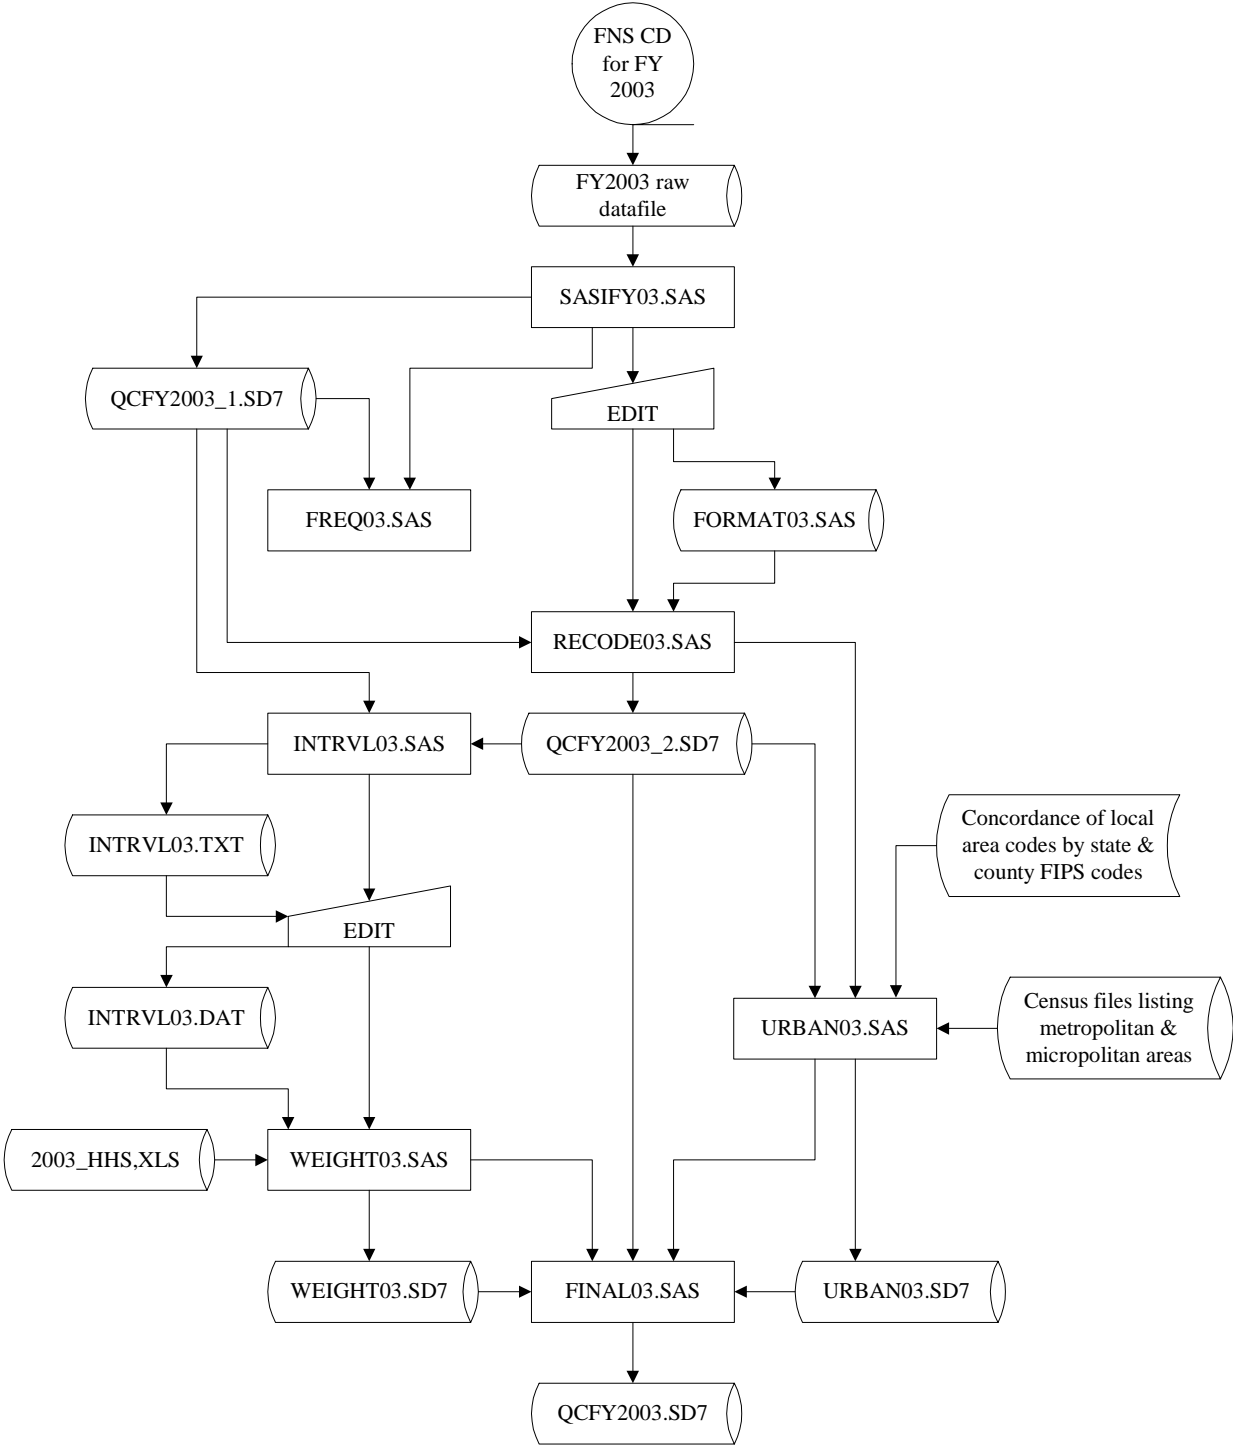 FNS CD
for FY
2003
FY2003 raw
datafile
SASIFY03.SAS
QCFY2003_1.SD7
EDIT
FREQ03.SAS
FORMAT03.SAS
RECODE03.SAS
INTRVL03.SAS
QCFY2003_2.SD7
INTRVL03.TXT
Concordance of local
area codes by state &
county FIPS codes
EDIT
INTRVL03.DAT
URBAN03.SAS
Census files listing
metropolitan &
micropolitan areas
2003_HHS,XLS
WEIGHT03.SAS
WEIGHT03.SD7
FINAL03.SAS
URBAN03.SD7
QCFY2003.SD7